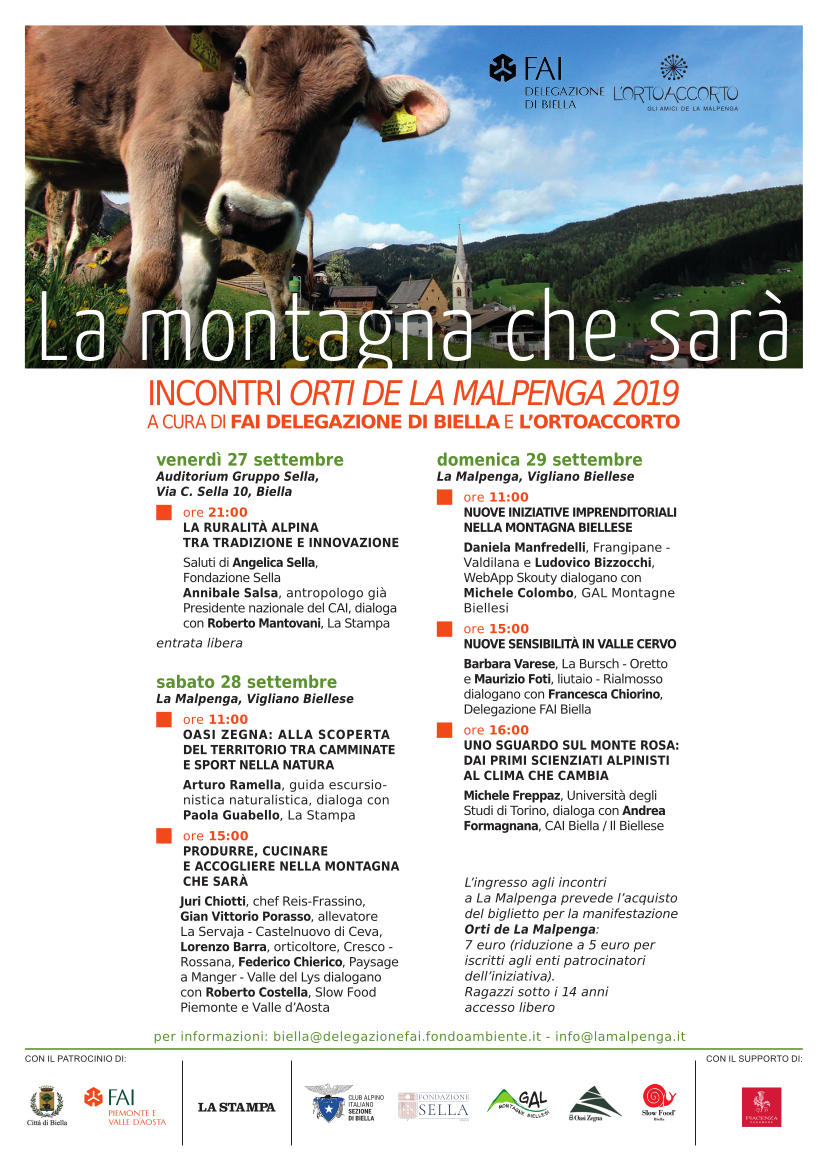 FAI
DELEGAZIONE
DI BIELLA
L'ORTOACCORTO
GLI AMICI DE LA MALPENGA
La montagna che sarà
INCONTRI ORTI DE LA MALPENGA 2019
A CURA DI FAI DELEGAZIONE DI BIELLA E L'ORTOACCORTO
venerdì 27 settembre
Auditorium Gruppo Sella,
Via C. Sella 10, Biella
ore 21:00
LA RURALITÀ ALPINA
TRA TRADIZIONE E INNOVAZIONE
Saluti di Angelica Sella,
Fondazione Sella
Annibale Salsa, antropologo già
Presidente nazionale del CAI, dialoga
con Roberto Mantovani, La Stampa
entrata libera
sabato 28 settembre
La Malpenga, Vigliano Biellese
ore 11:00
OASI ZEGNA: ALLA SCOPERTA
DEL TERRITORIO TRA CAMMINATE
E SPORT NELLA NATURA
Arturo Ramella, guida escursio-
nistica naturalistica, dialoga con
Paola Guabello, La Stampa
ore 15:00
PRODURRE, CUCINARE
E ACCOGLIERE NELLA MONTAGNA
CHE SARÀ
Juri Chiotti, chef Reis-Frassino,
Gian Vittorio Porasso, allevatore
La Servaja - Castelnuovo di Ceva,
Lorenzo Barra, orticoltore, Cresco -
Rossana, Federico Chierico, Paysage
a Manger - Valle del Lys dialogano
con Roberto Costella, Slow Food
Piemonte e Valle d'Aosta
domenica 29 settembre
La Malpenga, Vigliano Biellese
ore 11:00
NUOVE INIZIATIVE IMPRENDITORIALI
NELLA MONTAGNA BIELLESE
Daniela Manfredelli, Frangipane -
Valdilana e Ludovico Bizzocchi,
WebApp Skouty dialogano con
Michele Colombo, GAL Montagne
Biellesi
ore 15:00
NUOVE SENSIBILITÀ IN VALLE CERVO
Barbara Varese, La Bursch - Oretto
e Maurizio Foti, liutaio - Rialmosso
dialogano con Francesca Chiorino,
Delegazione FAI Biella
ore 16:00
UNO SGUARDO SUL MONTE ROSA:
DAI PRIMI SCIENZIATI ALPINISTI
AL CLIMA CHE CAMBIA
Michele Freppaz, Università degli
Studi di Torino, dialoga con Andrea
Formagnana, CAI Biella / Il Biellese
L'ingresso agli incontri
a La Malpenga prevede l'acquisto
del biglietto per la manifestazione
Orti de La Malpenga:
7 euro (riduzione a 5 euro per
iscritti agli enti patrocinatori
dell'iniziativa).
Ragazzi sotto i 14 anni
accesso libero
per informazioni: biella@delegazionefai.fondoambiente.it - info@lamalpenga.it
CON IL PATROCINIO DI:
CON IL SUPPORTO DI:
Città di Biella
FAI
PIEMONTE E
VALLE D'AOSTA
LA STAMPA
CLUB ALPINO
ITALIANO
SEZIONE
DI BIELLA
FONDAZIONE
SELLA
GAL
MONTAGNE BIELLESI
Oasi Zegna
Slow Food
Biella
PIACENZA